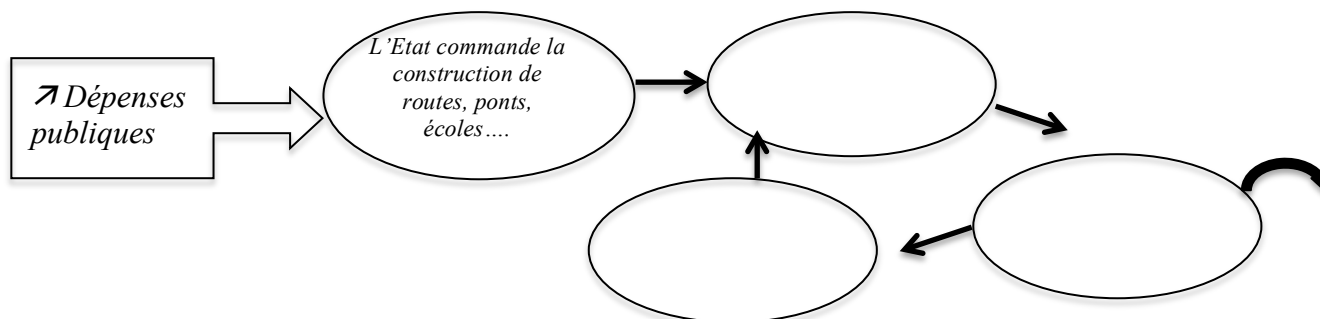 ↗ Dépenses
publiques
L’Etat commande la
construction de
routes, ponts,
écoles….